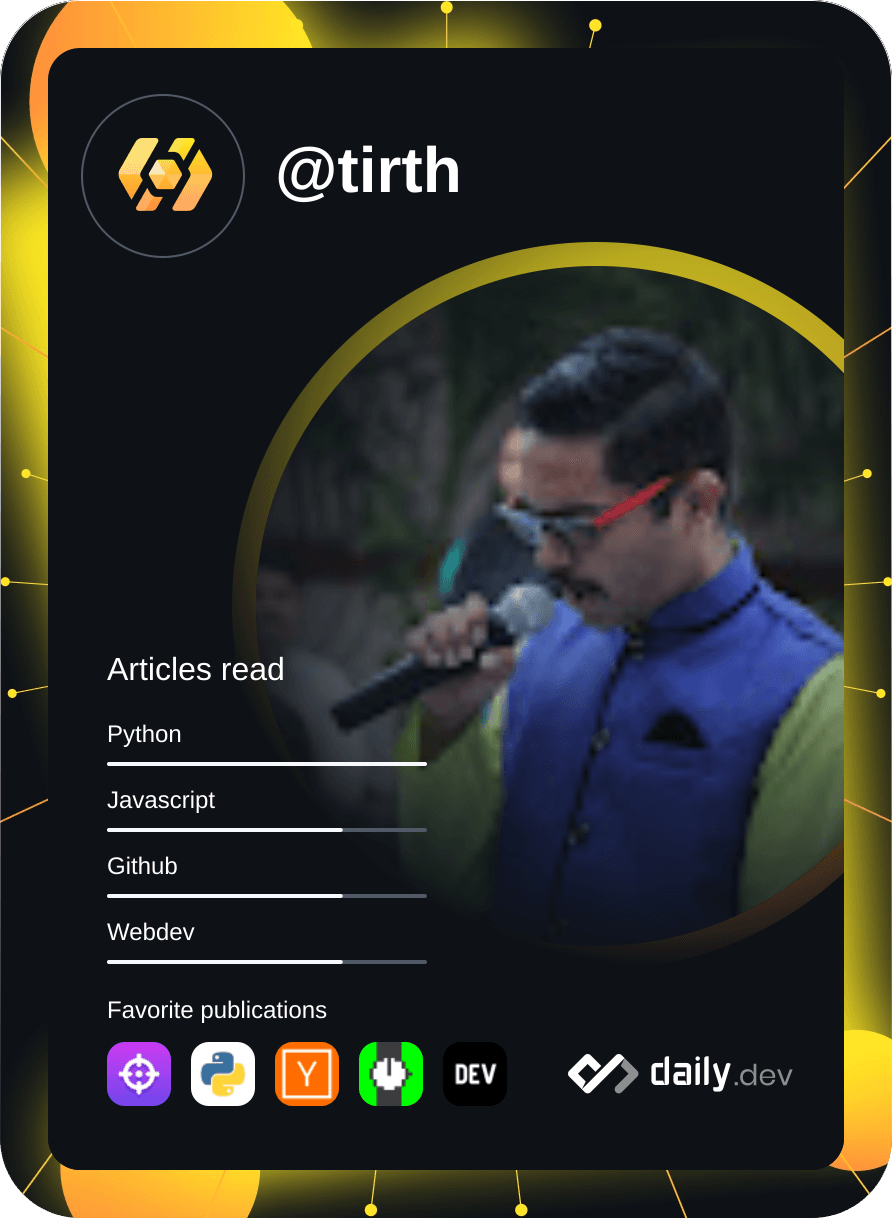 @tirth
Articles read
Python
Javascript
Github
Webdev
Favorite publications
Y
DEV
daily.dev